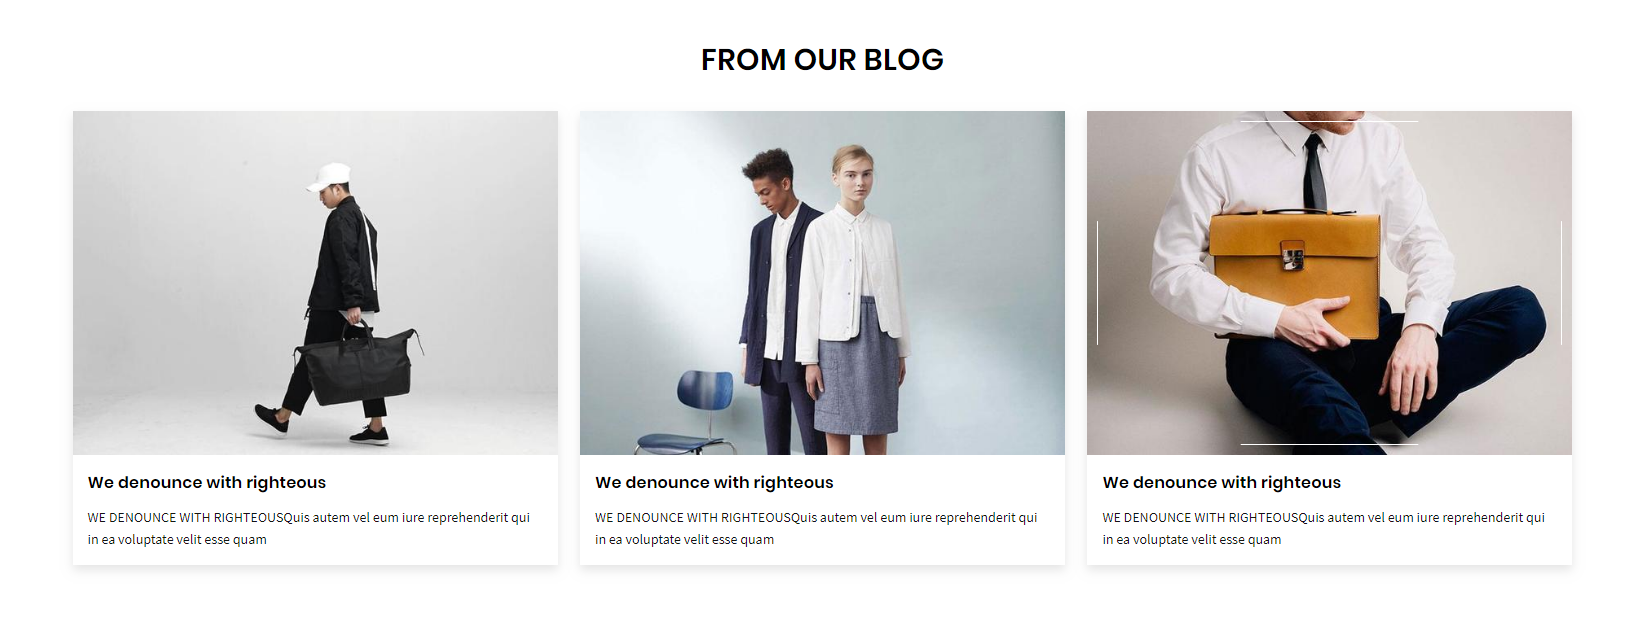 FROM OUR BLOG
We denounce with righteous
WE DENOUNCE WITH RIGHTEOUSQuis autem vel eum iure reprehenderit qui
in ea voluptate velit esse quam
We denounce with righteous
WE DENOUNCE WITH RIGHTEOUSQuis autem vel eum iure reprehenderit qui
in ea voluptate velit esse quam
We denounce with righteous
WE DENOUNCE WITH RIGHTEOUSQuis autem vel eum iure reprehenderit qui
in ea voluptate velit esse quam